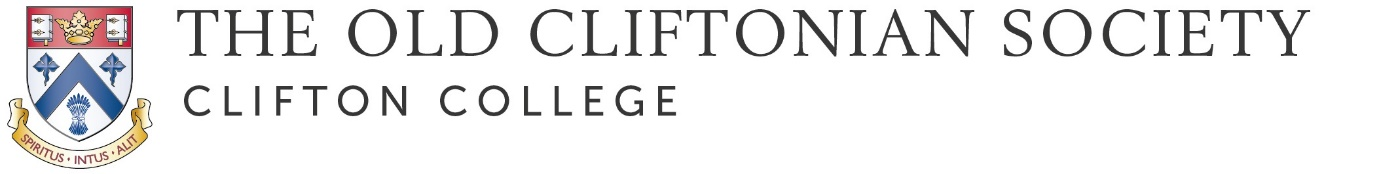 THE OLD CLIFTONIAN SOCIETY
CLIFTON COLLEGE
SPIRITUS · INTUS · ALIT